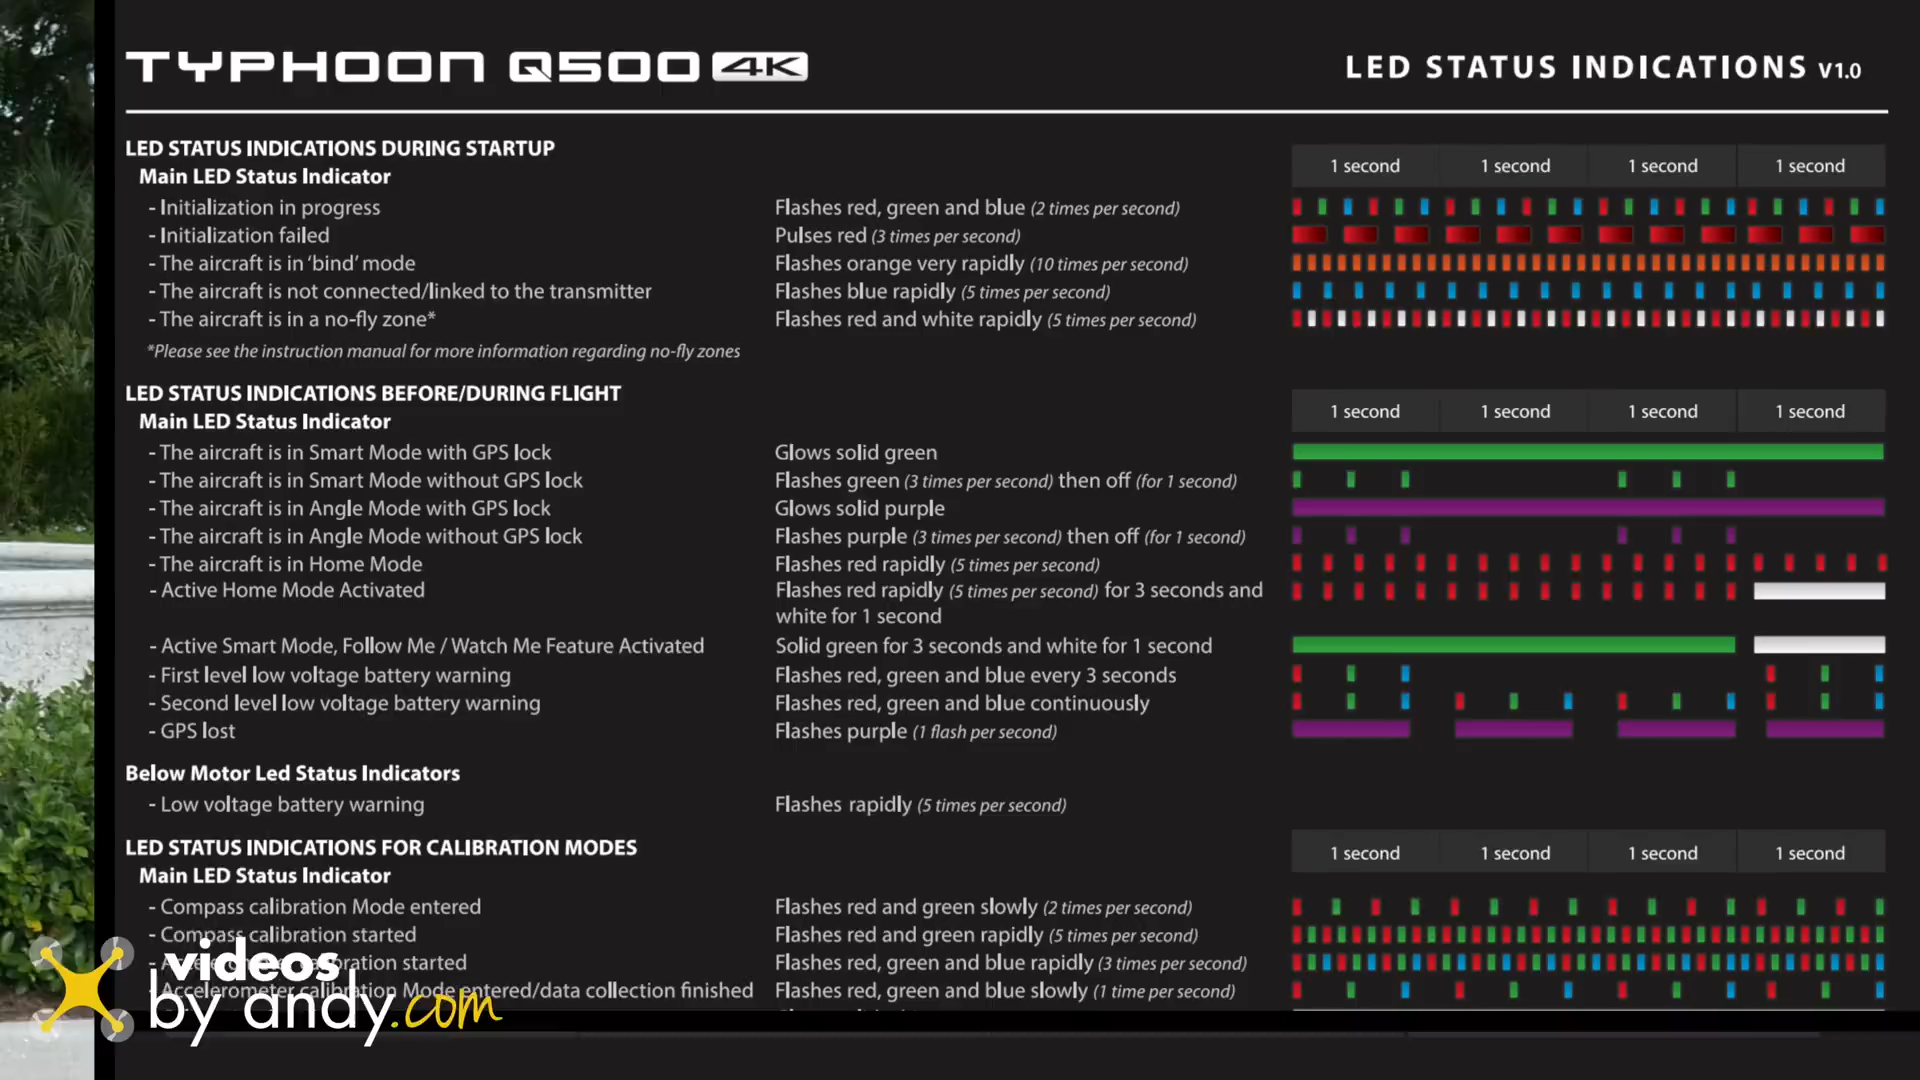 TYPHOON Q500 4K
LED STATUS INDICATIONS V1.0
LED STATUS INDICATIONS DURING STARTUP
1 second 1 second 1 second 1 second
Main LED Status Indicator
- Initialization in progress Flashes red, green and blue (2 times per second)
- Initialization failed Pulses red (3 times per second)
- The aircraft is in 'bind' mode Flashes orange very rapidly (10 times per second)
- The aircraft is not connected/linked to the transmitter Flashes blue rapidly (5 times per second)
- The aircraft is in a no-fly zone* Flashes red and white rapidly (5 times per second)
*Please see the instruction manual for more information regarding no-fly zones
LED STATUS INDICATIONS BEFORE/DURING FLIGHT
1 second 1 second 1 second 1 second
Main LED Status Indicator
- The aircraft is in Smart Mode with GPS lock Glows solid green
- The aircraft is in Smart Mode without GPS lock Flashes green (3 times per second) then off (for 1 second)
- The aircraft is in Angle Mode with GPS lock Glows solid purple
- The aircraft is in Angle Mode without GPS lock Flashes purple (3 times per second) then off (for 1 second)
- The aircraft is in Home Mode Flashes red rapidly (5 times per second)
- Active Home Mode Activated Flashes red rapidly (5 times per second) for 3 seconds and
white for 1 second
- Active Smart Mode, Follow Me / Watch Me Feature Activated Solid green for 3 seconds and white for 1 second
- First level low voltage battery warning Flashes red, green and blue every 3 seconds
- Second level low voltage battery warning Flashes red, green and blue continuously
- GPS lost Flashes purple (1 flash per second)
Below Motor Led Status Indicators
- Low voltage battery warning Flashes rapidly (5 times per second)
LED STATUS INDICATIONS FOR CALIBRATION MODES
1 second 1 second 1 second 1 second
Main LED Status Indicator
- Compass calibration Mode entered Flashes red and green slowly (2 times per second)
- Compass calibration started Flashes red and green rapidly (5 times per second)
- Accelerometer calibration started Flashes red, green and blue rapidly (3 times per second)
- Accelerometer calibration Mode entered/data collection finished Flashes red, green and blue slowly (1 time per second)
videos
by andy.com